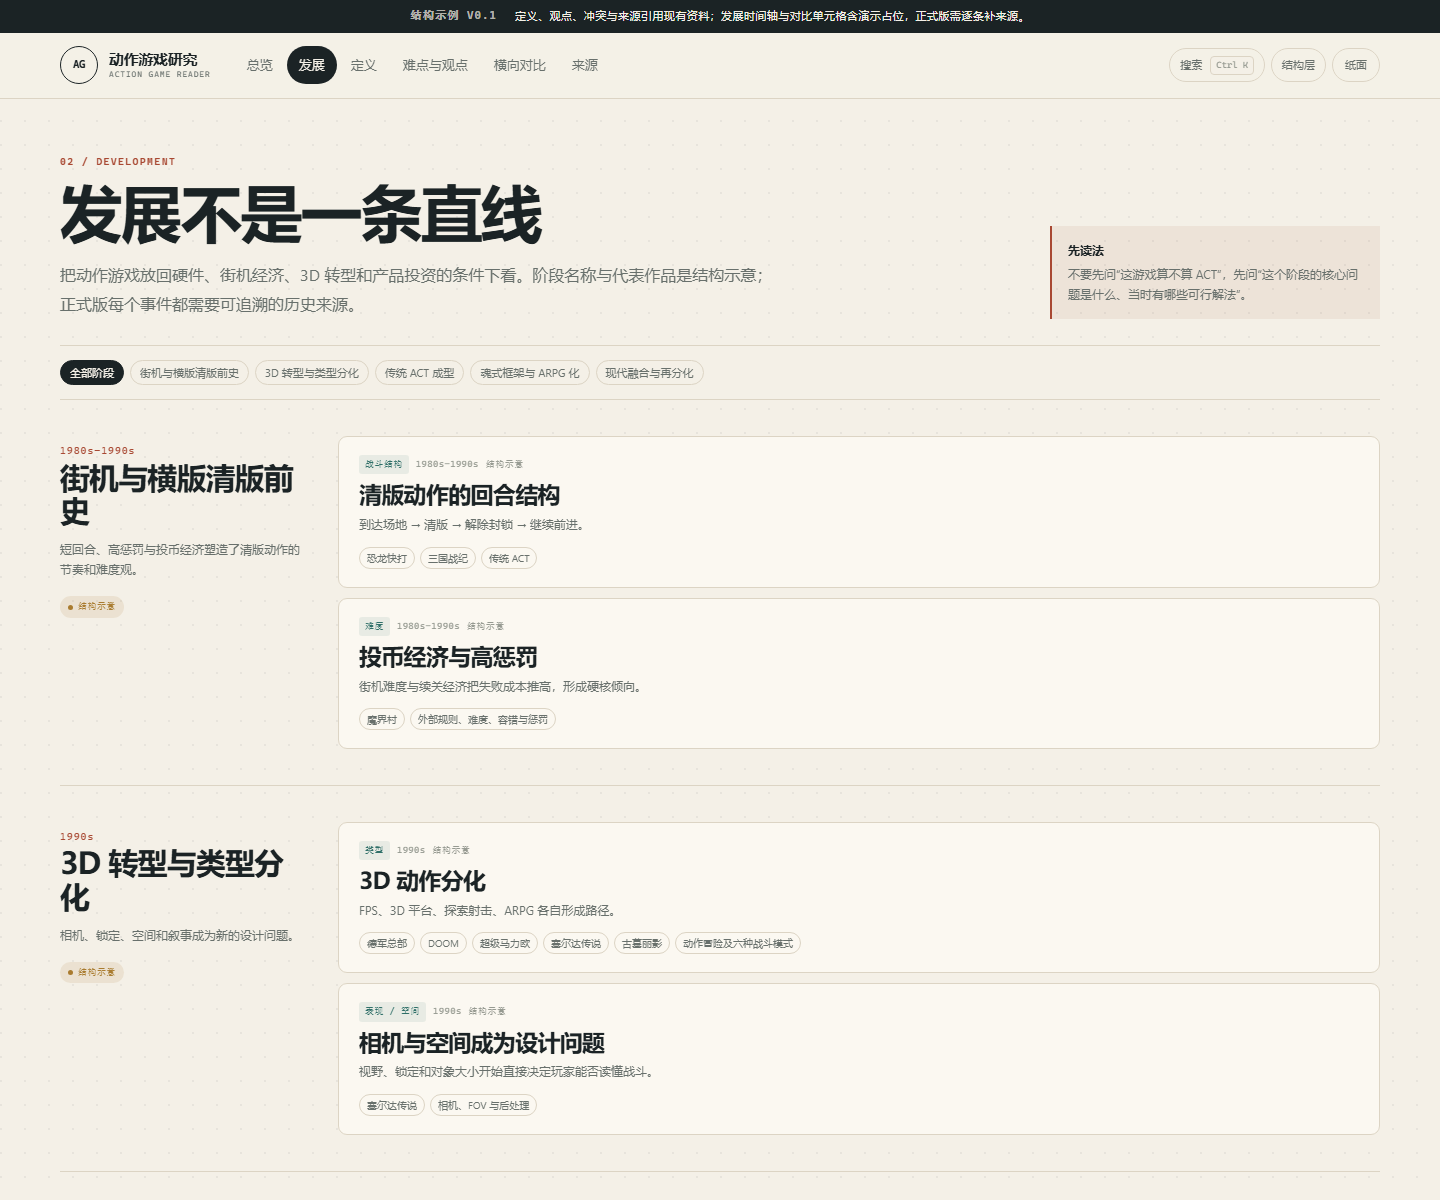 结构示例 V0.1 定义、观点、冲突与来源引用现有资料；发展时间轴与对比单元格含演示占位，正式版需逐条补来源。
AG 动作游戏研究 ACTION GAME READER 总览 发展 定义 难点与观点 横向对比 来源 搜索 Ctrl K 结构层 纸面
02 / DEVELOPMENT
发展不是一条直线
把动作游戏放回硬件、街机经济、3D 转型和产品投资的条件下看。阶段名称与代表作品是结构示意；
正式版每个事件都需要可追溯的历史来源。
先读法
不要先问“这游戏算不算 ACT”，先问“这个阶段的核心问
题是什么、当时有哪些可行解法”。
全部阶段 街机与横版清版前史 3D 转型与类型分化 传统 ACT 成型 魂式框架与 ARPG 化 现代融合与再分化
1980s—1990s
街机与横版清版前
史
短回合、高惩罚与投币经济塑造了清版动作的
节奏和难度观。
结构示意
战斗结构 1980s—1990s 结构示意
清版动作的回合结构
到达场地 → 清版 → 解除封锁 → 继续前进。
恐龙快打 三国战纪 传统 ACT
难度 1980s—1990s 结构示意
投币经济与高惩罚
街机难度与续关经济把失败成本推高，形成硬核倾向。
魔界村 外部规则、难度、容错与惩罚
1990s
3D 转型与类型分
化
相机、锁定、空间和叙事成为新的设计问题。
结构示意
类型 1990s 结构示意
3D 动作分化
FPS、3D 平台、探索射击、ARPG 各自形成路径。
德军总部 DOOM 超级马力欧 塞尔达传说 古墓丽影 动作冒险及六种战斗模式
表现 / 空间 1990s 结构示意
相机与空间成为设计问题
视野、锁定和对象大小开始直接决定玩家能否读懂战斗。
塞尔达传说 相机、FOV 与后处理